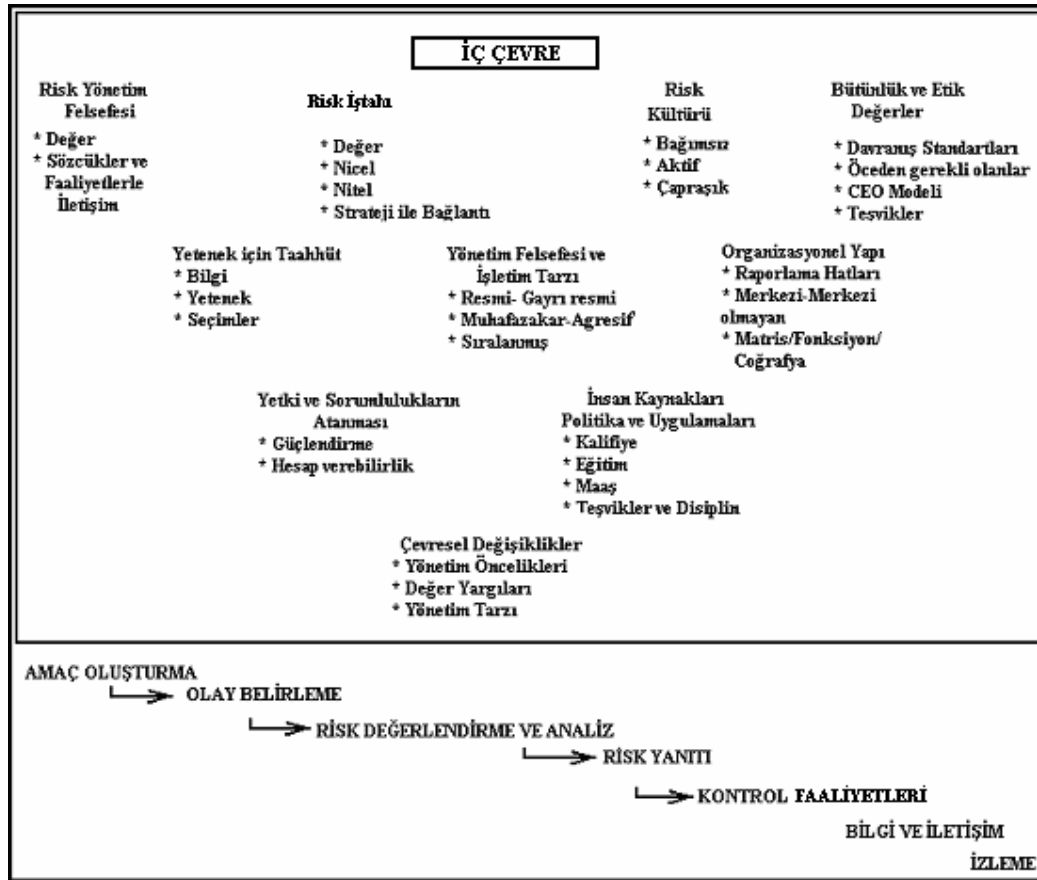 İÇ ÇEVRE
Risk Yönetim
Felsefesi
* Değer
* Sözcükler ve
Faaliyetlerle
İletişim
Risk İştahı
* Değer
* Nicel
* Nitel
* Strateji ile Bağlantı
Risk
Kültürü
* Bağımsız
* Aktif
* Çapraşık
Bütünlük ve Etik
Değerler
* Davranış Standartları
* Öceden gerekli olanlar
* CEO Modeli
* Teşvikler
Yetenek için Taahhüt
* Bilgi
* Yetenek
* Seçimler
Yönetim Felsefesi ve
İşletim Tarzı
* Resmi- Gayrı resmi
* Muhafazakar-Agresif
* Sıralanmış
Organizasyonel Yapı
* Raporlama Hatları
* Merkezi-Merkezi
olmayan
* Matris/Fonksiyon/
Coğrafya
Yetki ve Sorumlulukların
Atanması
* Güçlendirme
* Hesap verebilirlik
İnsan Kaynakları
Politika ve Uygulamaları
* Kalifiye
* Eğitim
* Maaş
* Teşvikler ve Disiplin
Çevresel Değişiklikler
* Yönetim Öncelikleri
* Değer Yargıları
* Yönetim Tarzı
AMAÇ OLUŞTURMA
OLAY BELİRLEME
RİSK DEĞERLENDİRME VE ANALİZ
RİSK YANITI
KONTROL FAALİYETLERİ
BİLGİ VE İLETİŞİM
İZLEME